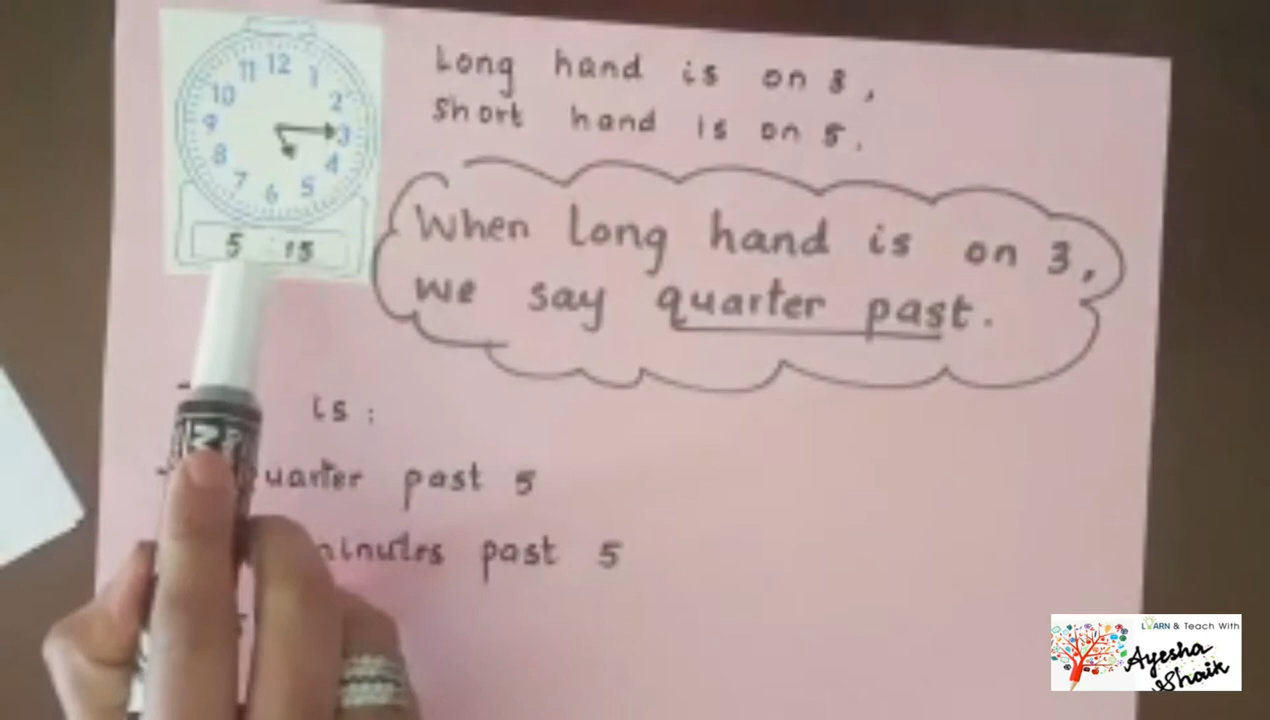 Long hand is on 3,
Short hand is on 5.
11 12 1
10 2
9 3
8 4
7 6 5
5 : 15
When Long hand is on 3,
we say quarter past.
is :
quarter past 5
minutes past 5
LEARN & Teach With
Ayesha
Shaik